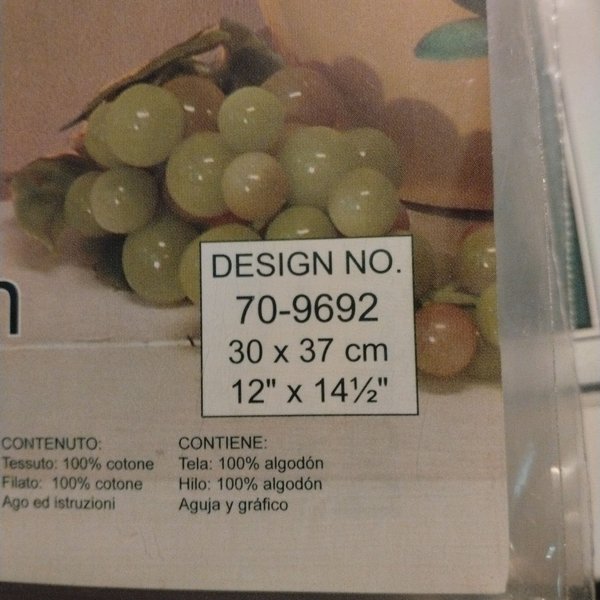 DESIGN NO.
70-9692
30 x 37 cm
12" x 14½"
CONTENUTO:
Tessuto: 100% cotone
Filato: 100% cotone
Ago ed istruzioni
CONTIENE:
Tela: 100% algodón
Hilo: 100% algodón
Aguja y gráfico